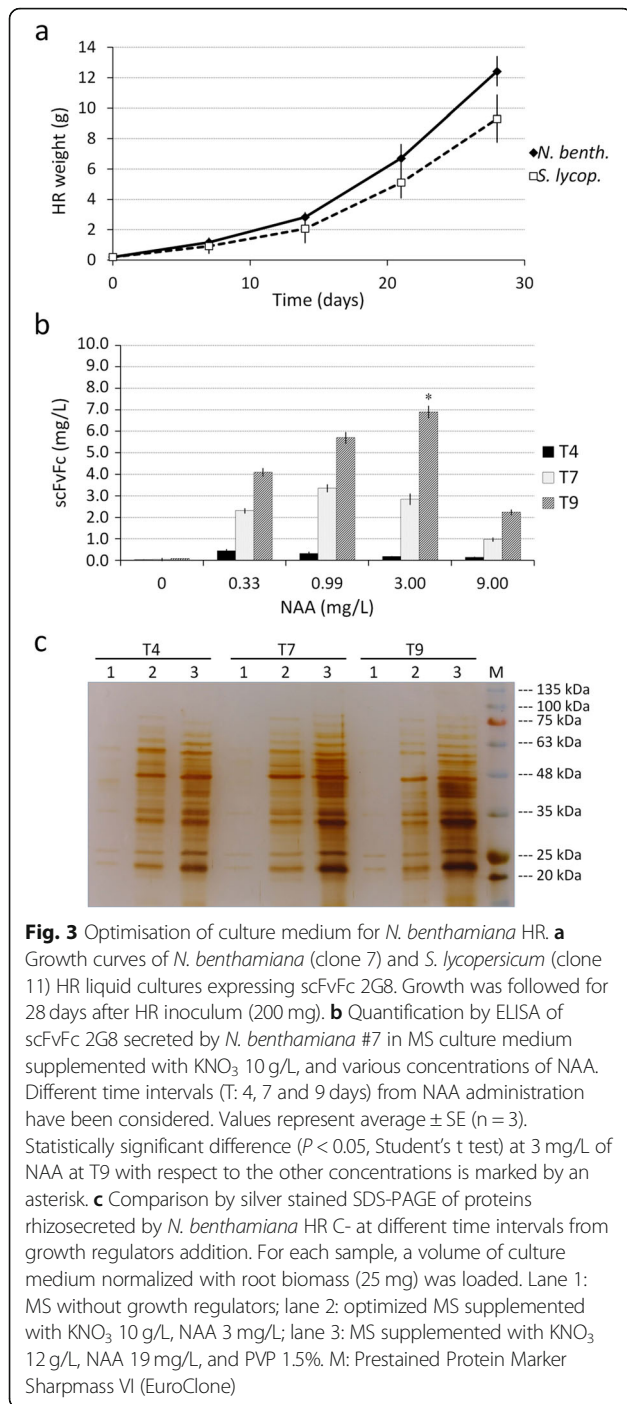 a
14
12
10
8
6
4
2
0
HR weight (g)
0 10 20 30
Time (days)
N. benth.
S. lycop.
b
10.0
9.0
8.0
7.0
6.0
5.0
4.0
3.0
2.0
1.0
0.0
scFvFc (mg/L)
*
T4
T7
T9
0 0.33 0.99 3.00 9.00
NAA (mg/L)
c
T4 T7 T9
1 2 3 1 2 3 1 2 3 M
--- 135 kDa
--- 100 kDa
--- 75 kDa
--- 63 kDa
--- 48 kDa
--- 35 kDa
--- 25 kDa
--- 20 kDa
Fig. 3 Optimisation of culture medium for N. benthamiana HR. a
Growth curves of N. benthamiana (clone 7) and S. lycopersicum (clone
11) HR liquid cultures expressing scFvFc 2G8. Growth was followed for
28 days after HR inoculum (200 mg). b Quantification by ELISA of
scFvFc 2G8 secreted by N. benthamiana #7 in MS culture medium
supplemented with KNO3 10 g/L, and various concentrations of NAA.
Different time intervals (T: 4, 7 and 9 days) from NAA administration
have been considered. Values represent average ± SE (n = 3).
Statistically significant difference (P < 0.05, Student's t test) at 3 mg/L of
NAA at T9 with respect to the other concentrations is marked by an
asterisk. c Comparison by silver stained SDS-PAGE of proteins
rhizosecreted by N. benthamiana HR C- at different time intervals from
growth regulators addition. For each sample, a volume of culture
medium normalized with root biomass (25 mg) was loaded. Lane 1:
MS without growth regulators; lane 2: optimized MS supplemented
with KNO3 10 g/L, NAA 3 mg/L; lane 3: MS supplemented with KNO3
12 g/L, NAA 19 mg/L, and PVP 1.5%. M: Prestained Protein Marker
Sharpmass VI (EuroClone)